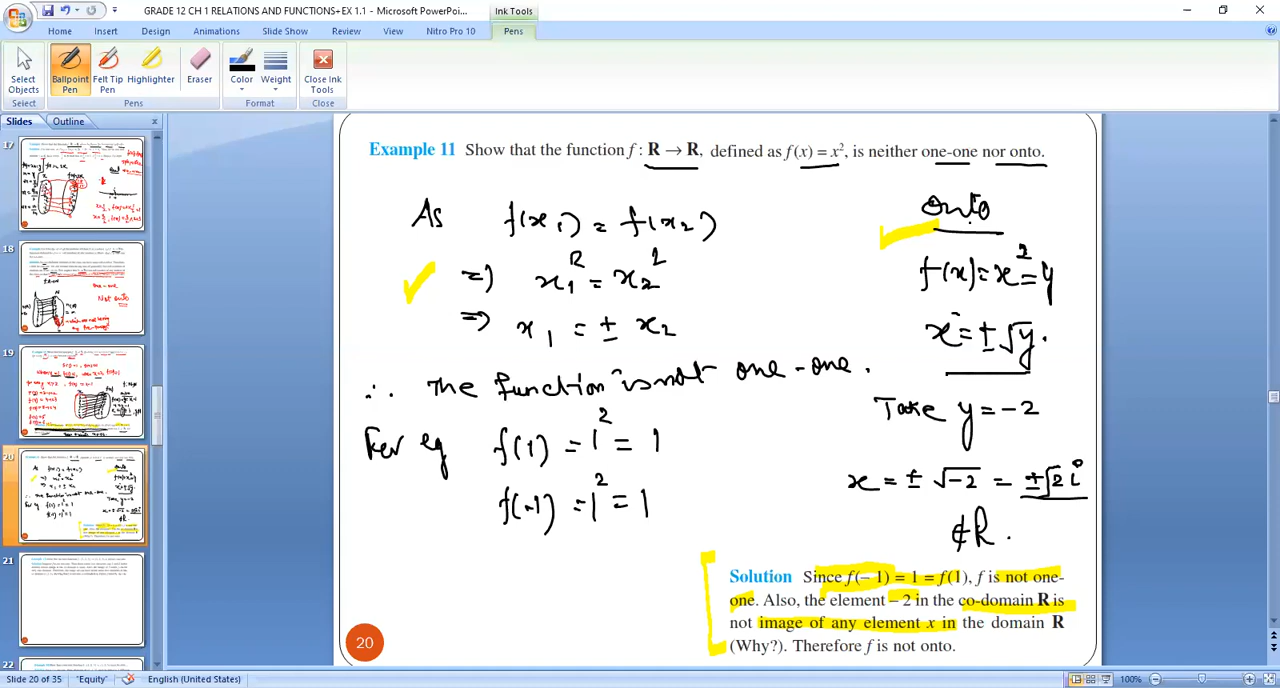 GRADE 12 CH 1 RELATIONS AND FUNCTIONS+EX 1.1 - Microsoft PowerPoi...
Ink Tools
Home Insert Design Animations Slide Show Review View Nitro Pro 10 Pens
Select Objects
Ballpoint Pen
Felt Tip Pen
Highlighter
Eraser
Color
Weight
Close Ink Tools
Select
Pens
Format
Close
Slides Outline
17
18
19
20
21
22
Example 11 Show that the function f : R → R, defined as f(x) = x², is neither one-one nor onto.
As f(x₁) = f(x₂)
=> x₁² = x₂²
=> x₁ = ± x₂
∴ The function is not one-one.
For eg f(1) = 1² = 1
f(-1) = 1² = 1
onto
f(x) = x² = y
x = ± √y.
Take y = -2
x = ± √-2 = ±√2 i
∉ R.
Solution Since f(– 1) = 1 = f(1), f is not one-
one. Also, the element – 2 in the co-domain R is
not image of any element x in the domain R
(Why?). Therefore f is not onto.
20
Slide 20 of 35 "Equity" English (United States) 100%